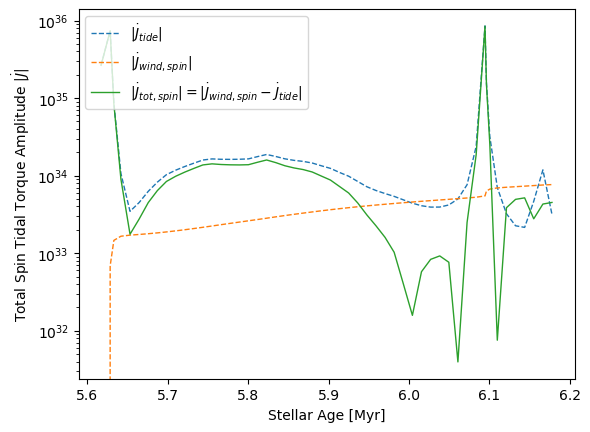 |J̇_tide|
|J̇_wind, spin|
|J̇_tot, spin| = |J̇_wind, spin − J̇_tide|
Total Spin Tidal Torque Amplitude |J̇|
10^36
10^35
10^34
10^33
10^32
5.6 5.7 5.8 5.9 6.0 6.1 6.2
Stellar Age [Myr]